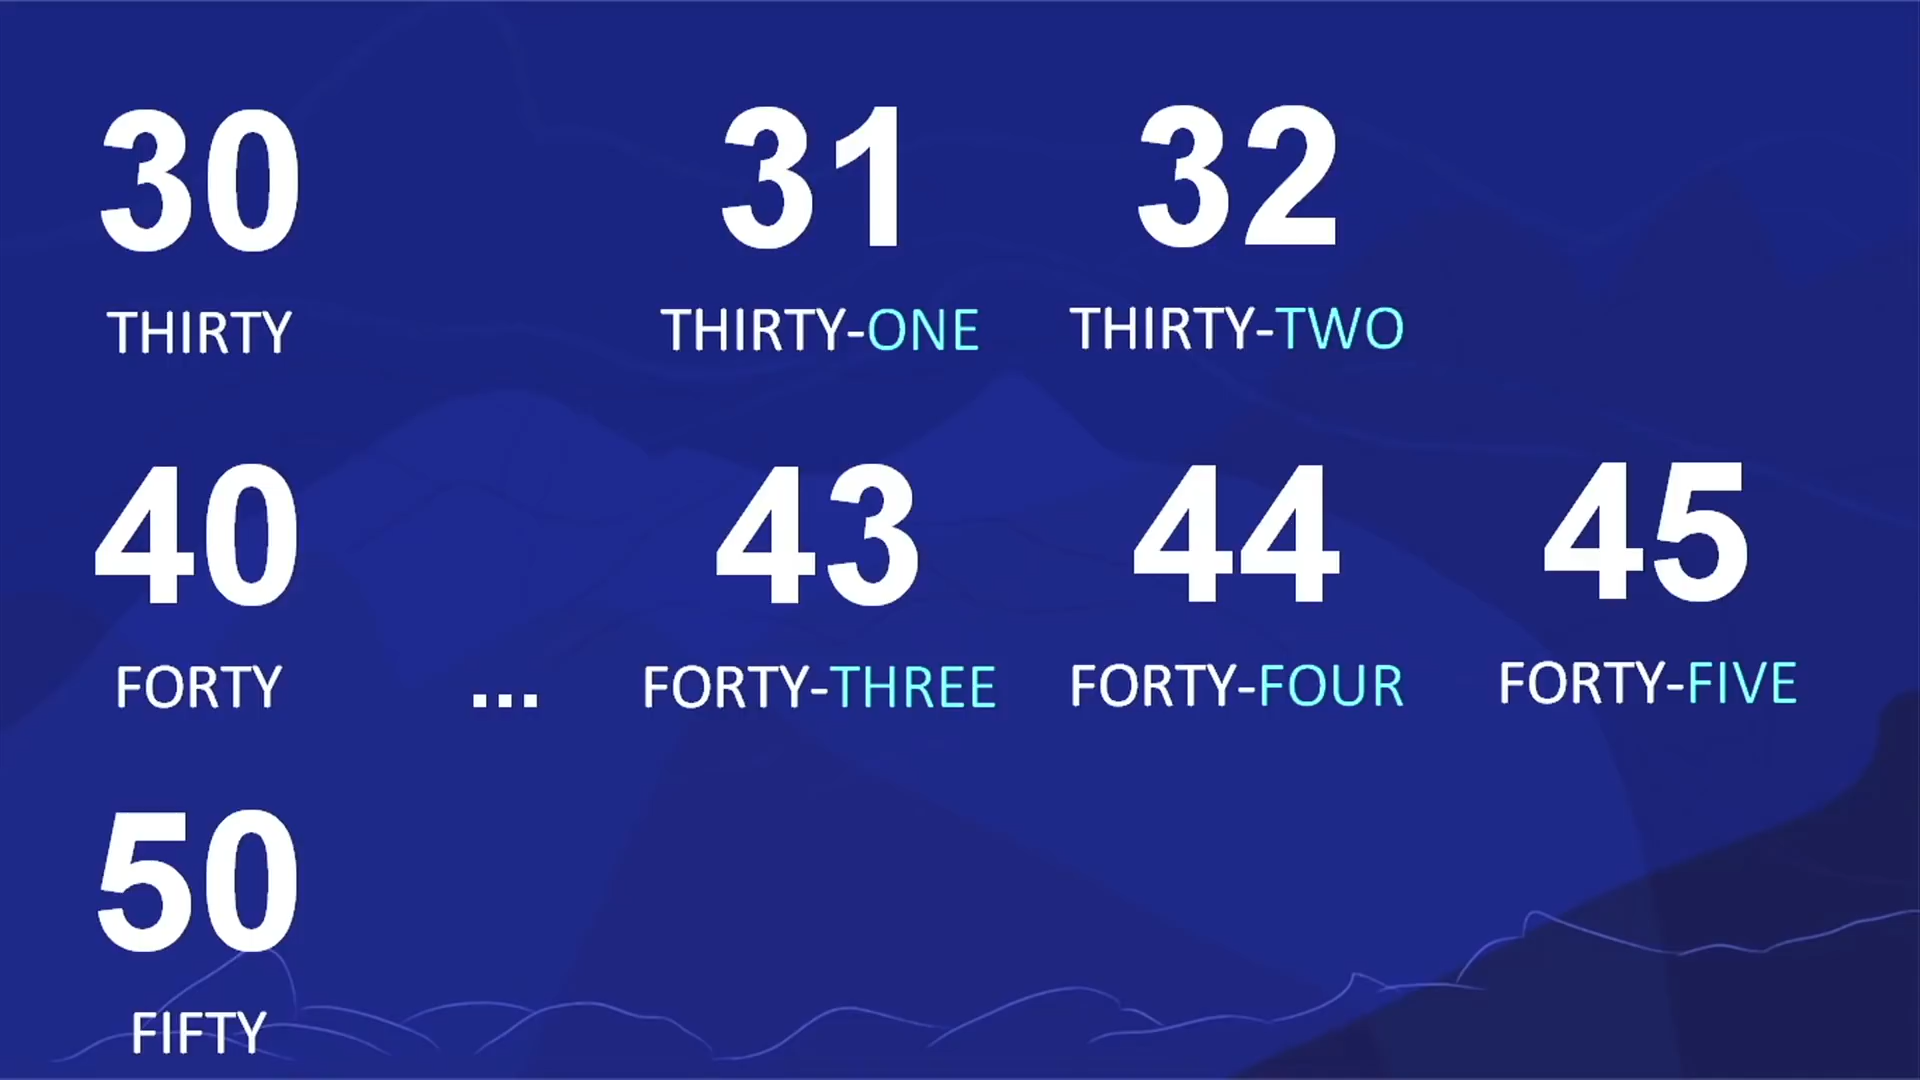 30 31 32
THIRTY THIRTY-ONE THIRTY-TWO
40 43 44 45
FORTY ... FORTY-THREE FORTY-FOUR FORTY-FIVE
50
FIFTY